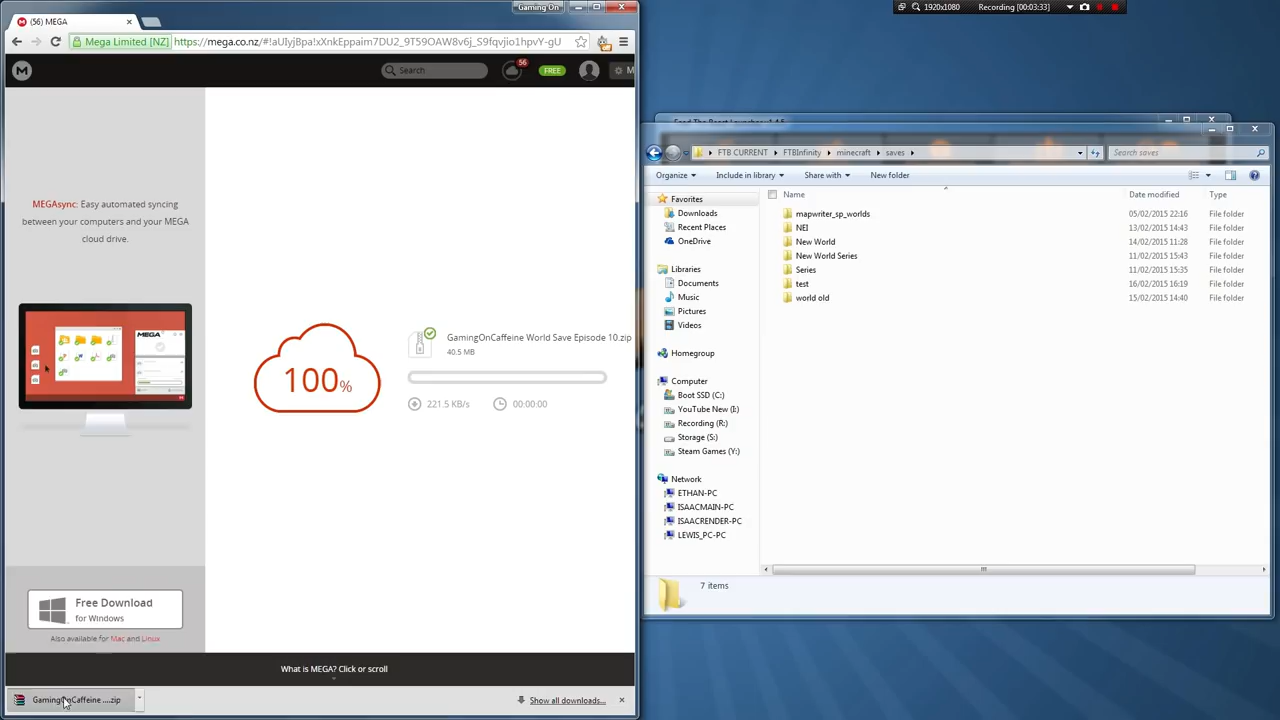 Gaming On
1920x1080
Recording [00:03:33]
(56) MEGA
Mega Limited [NZ]
https://mega.co.nz/#!aUIyjBpa!xXnkEppaim7DU2_9T59OAW8v6j_S9fqvjio1hpvY-gU
Search
56
FREE
M
MEGAsync: Easy automated syncing
between your computers and your MEGA
cloud drive.
MEGA
100%
GamingOnCaffeine World Save Episode 10.zip
40.5 MB
221.5 KB/s
00:00:00
Free Download
for Windows
Also available for Mac and Linux
What is MEGA? Click or scroll
GamingOnCaffeine ....zip
Show all downloads...
Feed The Beast Launcher v1.4.5
FTB CURRENT
FTBInfinity
minecraft
saves
Search saves
Organize
Include in library
Share with
New folder
Name
Date modified
Type
Favorites
Downloads
Recent Places
OneDrive
Libraries
Documents
Music
Pictures
Videos
Homegroup
Computer
Boot SSD (C:)
YouTube New (I:)
Recording (R:)
Storage (S:)
Steam Games (Y:)
Network
ETHAN-PC
ISAACMAIN-PC
ISAACRENDER-PC
LEWIS_PC-PC
mapwriter_sp_worlds 05/02/2015 22:16 File folder
NEI 13/02/2015 14:43 File folder
New World 14/02/2015 11:28 File folder
New World Series 11/02/2015 15:43 File folder
Series 11/02/2015 15:35 File folder
test 16/02/2015 16:19 File folder
world old 15/02/2015 14:40 File folder
7 items